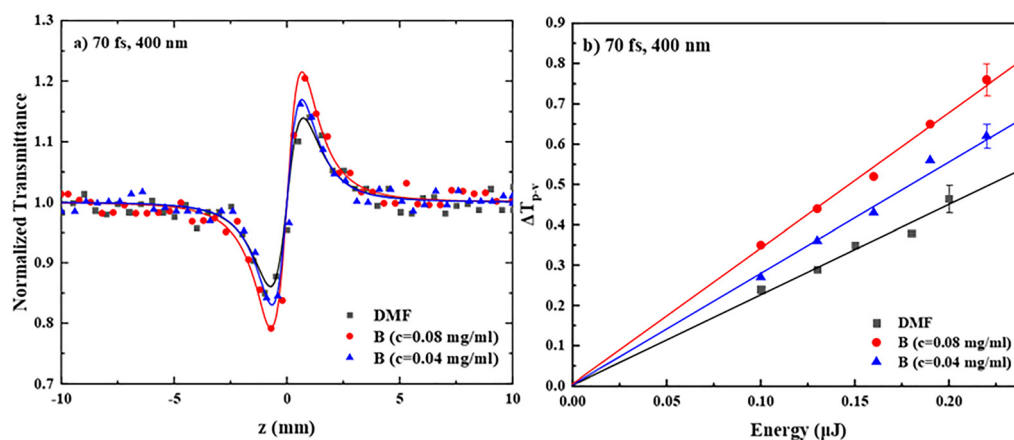 a) 70 fs, 400 nm
Normalized Transmittance
1.3
1.2
1.1
1.0
0.9
0.8
0.7
DMF
B (c=0.08 mg/ml)
B (c=0.04 mg/ml)
-10
-5
0
5
10
z (mm)
b) 70 fs, 400 nm
ΔTp-v
0.9
0.8
0.7
0.6
0.5
0.4
0.3
0.2
0.1
0.0
DMF
B (c=0.08 mg/ml)
B (c=0.04 mg/ml)
0.00
0.05
0.10
0.15
0.20
Energy (μJ)